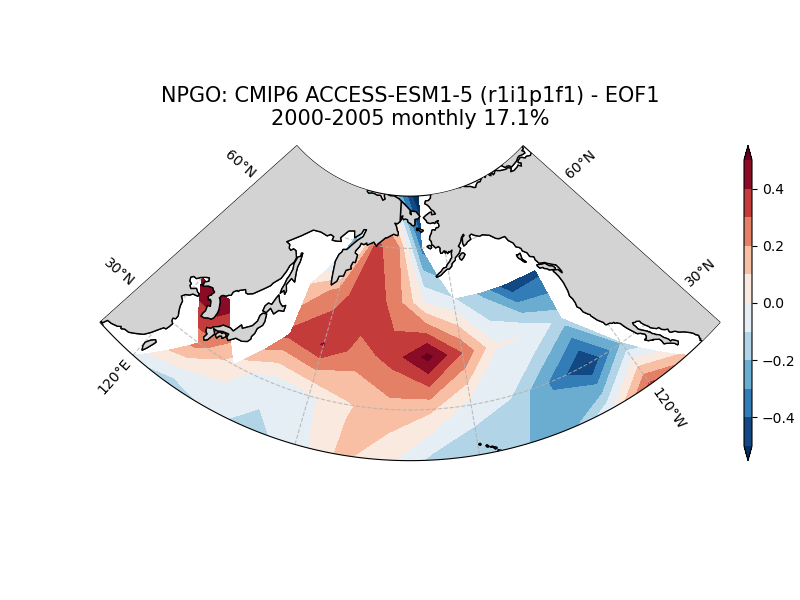 NPGO: CMIP6 ACCESS-ESM1-5 (r1i1p1f1) - EOF1
2000-2005 monthly 17.1%
60°N
60°N
30°N
30°N
120°E
120°W
0.4
0.2
0.0
−0.2
−0.4